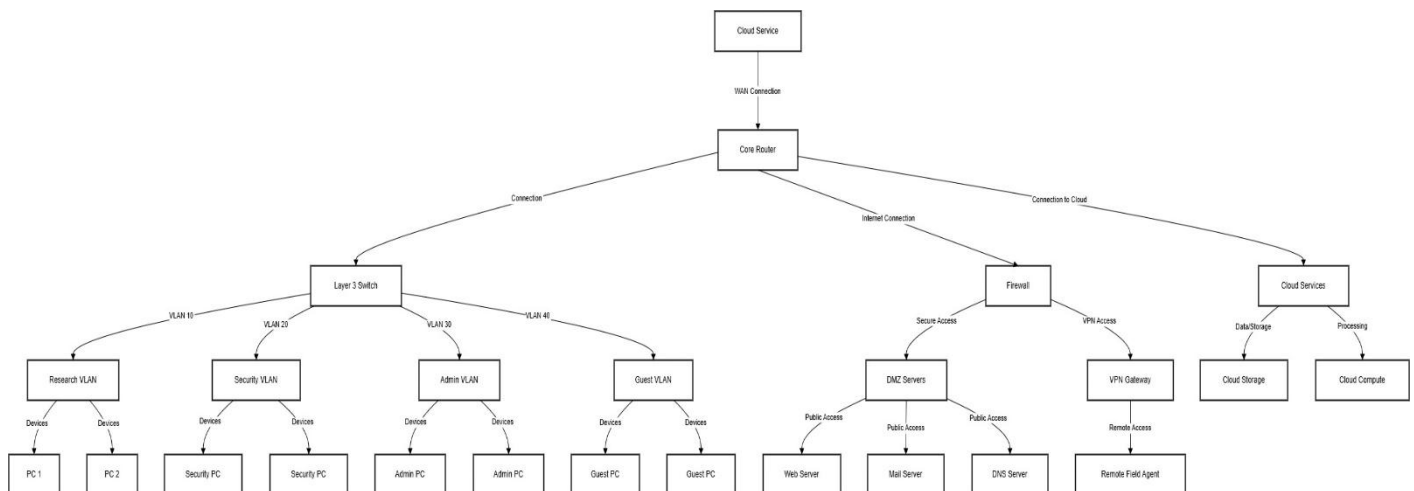 Cloud Service
WAN Connection
Core Router
Connection
Internet Connection
Connection to Cloud
Layer 3 Switch
Firewall
Cloud Services
VLAN 10
VLAN 20
VLAN 30
VLAN 40
Secure Access
VPN Access
Data/Storage
Processing
Research VLAN
Security VLAN
Admin VLAN
Guest VLAN
DMZ Servers
VPN Gateway
Cloud Storage
Cloud Compute
Devices
Devices
Devices
Devices
Devices
Devices
Devices
Devices
Public Access
Public Access
Public Access
Remote Access
PC 1
PC 2
Security PC
Security PC
Admin PC
Admin PC
Guest PC
Guest PC
Web Server
Mail Server
DNS Server
Remote Field Agent